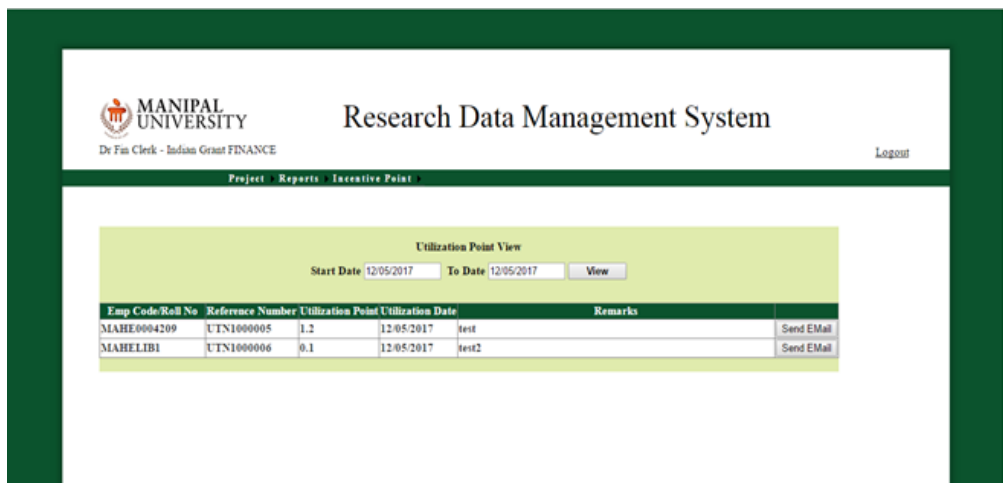 MANIPAL
UNIVERSITY
Research Data Management System
Dr Fin Clerk - Indian Grant FINANCE
Logout
Project Reports Incentive Point
Utilization Point View
Start Date 12/05/2017 To Date 12/05/2017 View
Emp Code/Roll No Reference Number Utilization Point Utilization Date Remarks
MAHE0004209 UTN1000005 1.2 12/05/2017 test Send EMail
MAHELIB1 UTN1000006 0.1 12/05/2017 test2 Send EMail